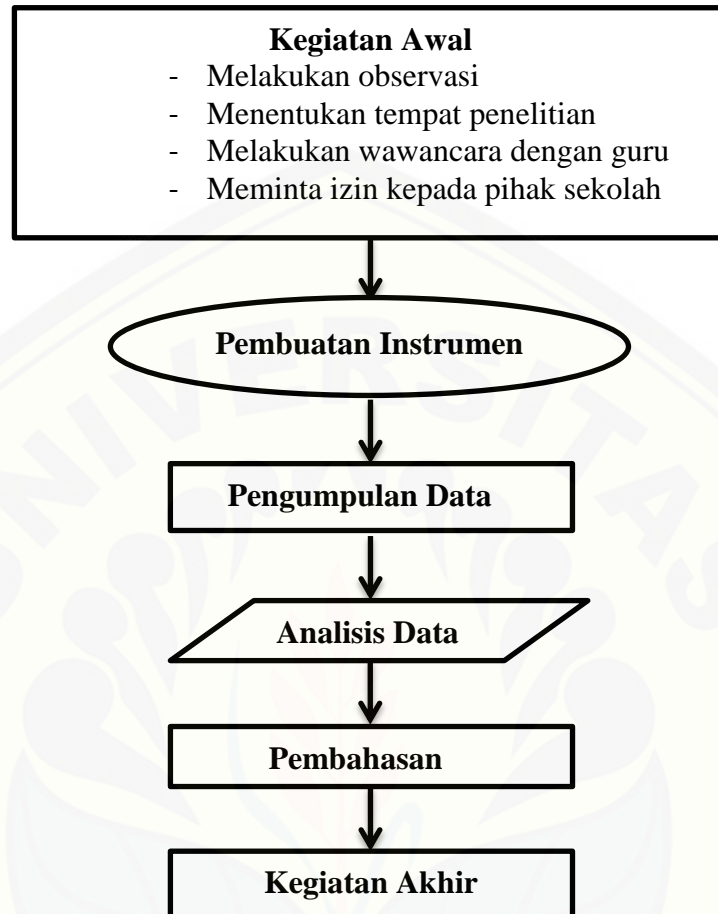 Kegiatan Awal
- Melakukan observasi
- Menentukan tempat penelitian
- Melakukan wawancara dengan guru
- Meminta izin kepada pihak sekolah
Pembuatan Instrumen
UNIVERSITAS
Pengumpulan Data
Analisis Data
Pembahasan
Kegiatan Akhir